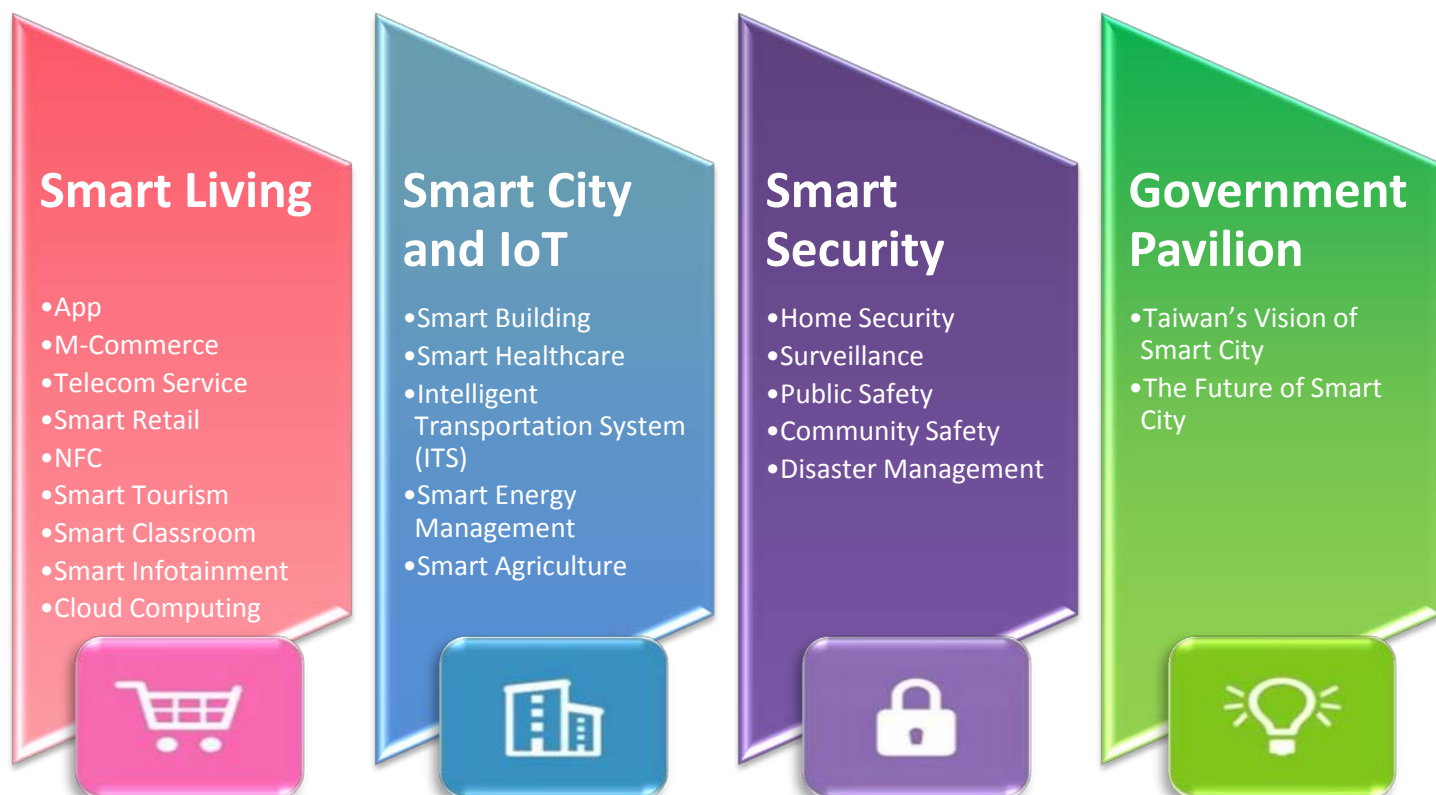 Smart Living
•App
•M-Commerce
•Telecom Service
•Smart Retail
•NFC
•Smart Tourism
•Smart Classroom
•Smart Infotainment
•Cloud Computing
Smart City
and IoT
•Smart Building
•Smart Healthcare
•Intelligent
Transportation System
(ITS)
•Smart Energy
Management
•Smart Agriculture
Smart
Security
•Home Security
•Surveillance
•Public Safety
•Community Safety
•Disaster Management
Government
Pavilion
•Taiwan’s Vision of
Smart City
•The Future of Smart
City